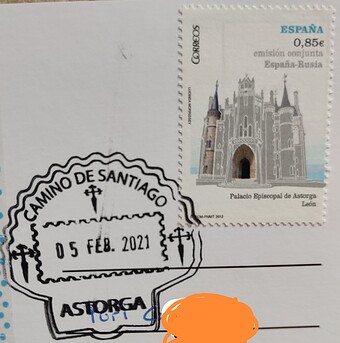 CORREOS
ESPAÑA
0,85€
emisión conjunta
España-Rusia
Palacio Episcopal de Astorga
León
CAMINO DE SANTIAGO
05 FEB. 2021
ASTORGA